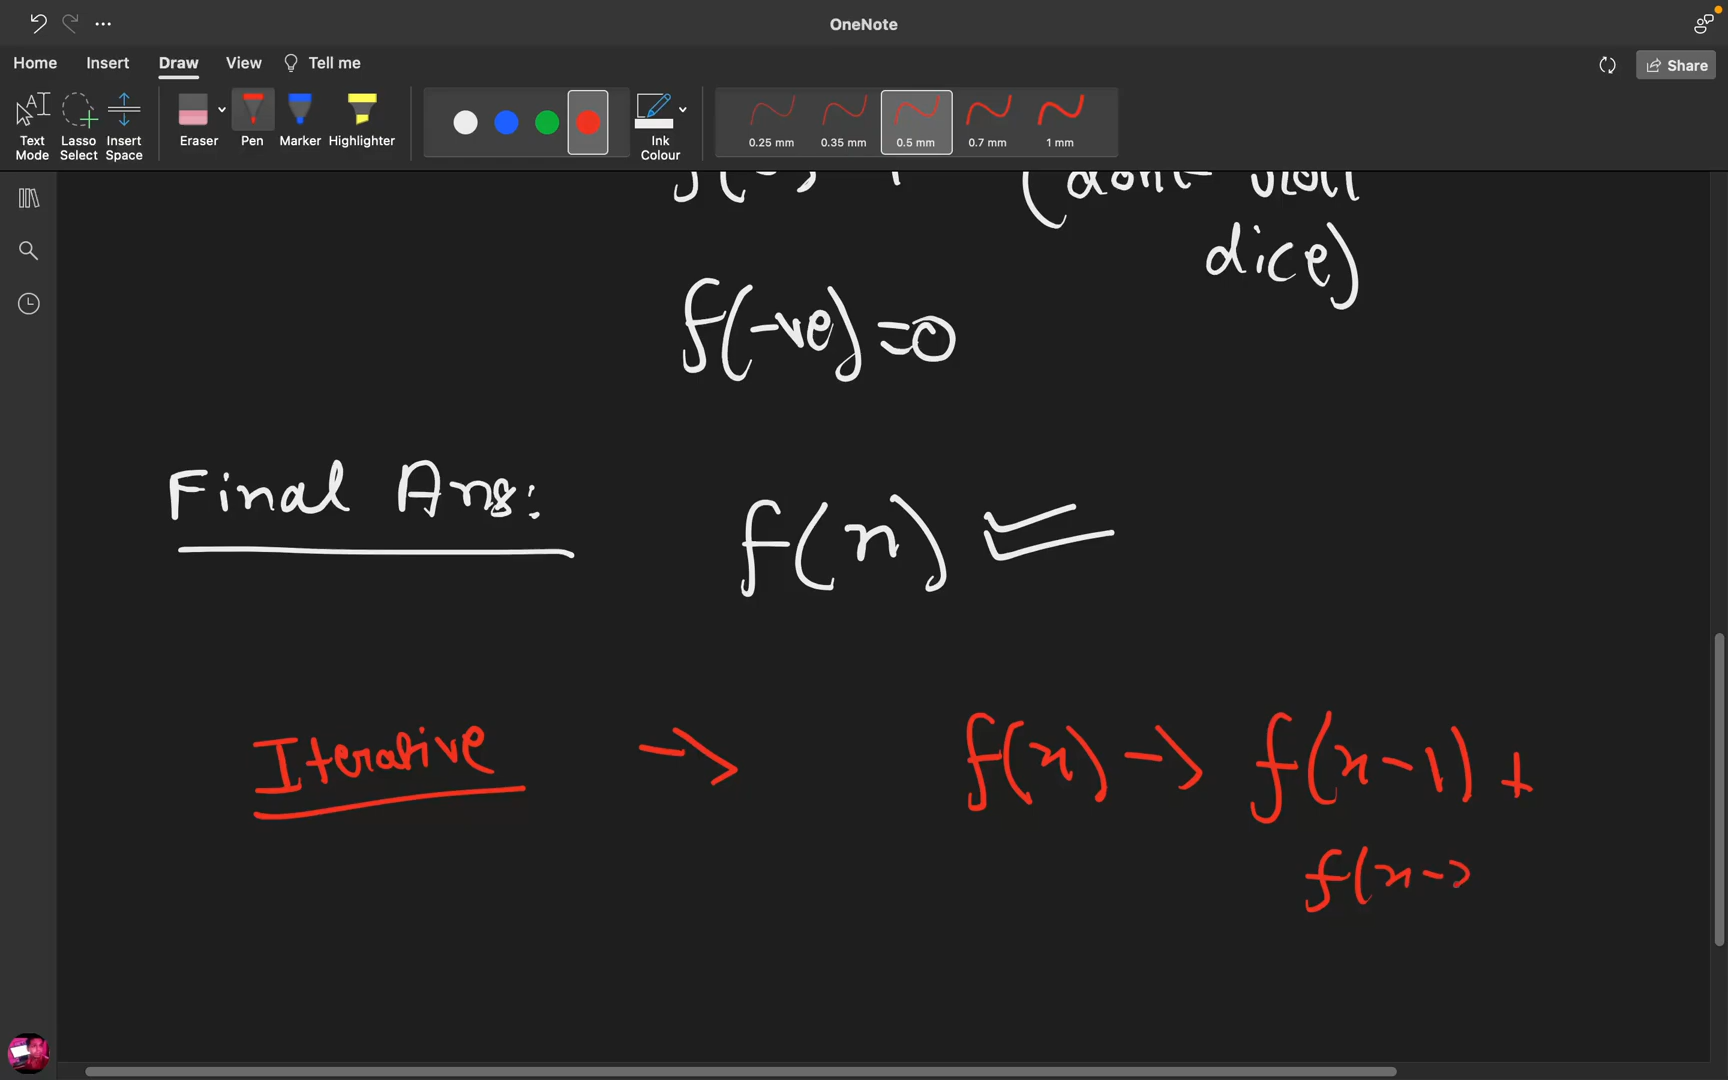 OneNote
Home Insert Draw View Tell me
Share
Text Mode
Lasso Select
Insert Space
Eraser
Pen
Marker
Highlighter
Ink Colour
0.25 mm
0.35 mm
0.5 mm
0.7 mm
1 mm
dice)
f(-ve)=0
Final Ans:
f(n)
Iterative -> f(x) -> f(x-1) +
f(x-